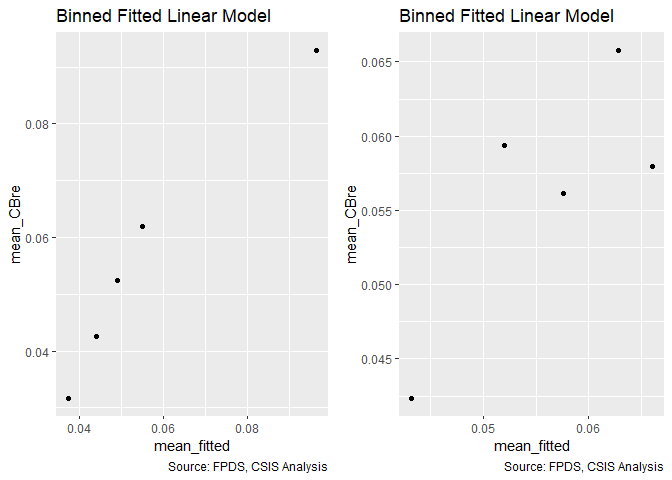 Binned Fitted Linear Model
mean_CBre
0.08
0.06
0.04
0.04 0.06 0.08
mean_fitted
Source: FPDS, CSIS Analysis
Binned Fitted Linear Model
mean_CBre
0.065
0.060
0.055
0.050
0.045
0.05 0.06
mean_fitted
Source: FPDS, CSIS Analysis